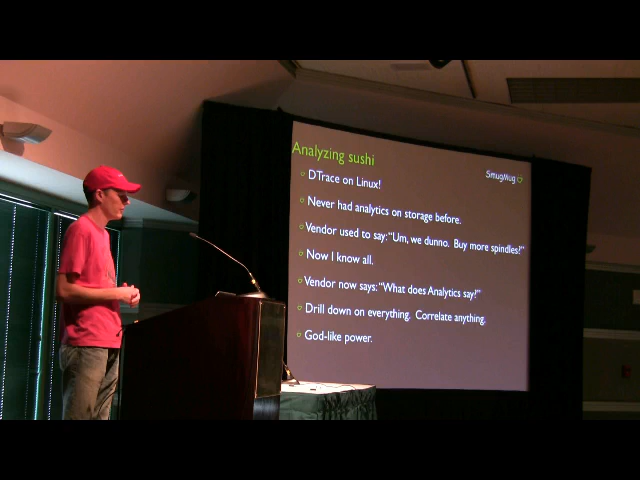 Analyzing sushi
SmugMug
DTrace on Linux!
Never had analytics on storage before.
Vendor used to say: "Um, we dunno. Buy more spindles!"
Now I know all.
Vendor now says: "What does Analytics say?"
Drill down on everything. Correlate anything.
God-like power.